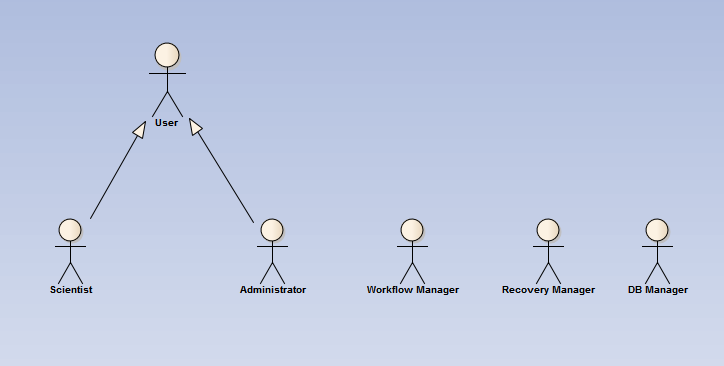 User
Scientist
Administrator
Workflow Manager
Recovery Manager
DB Manager